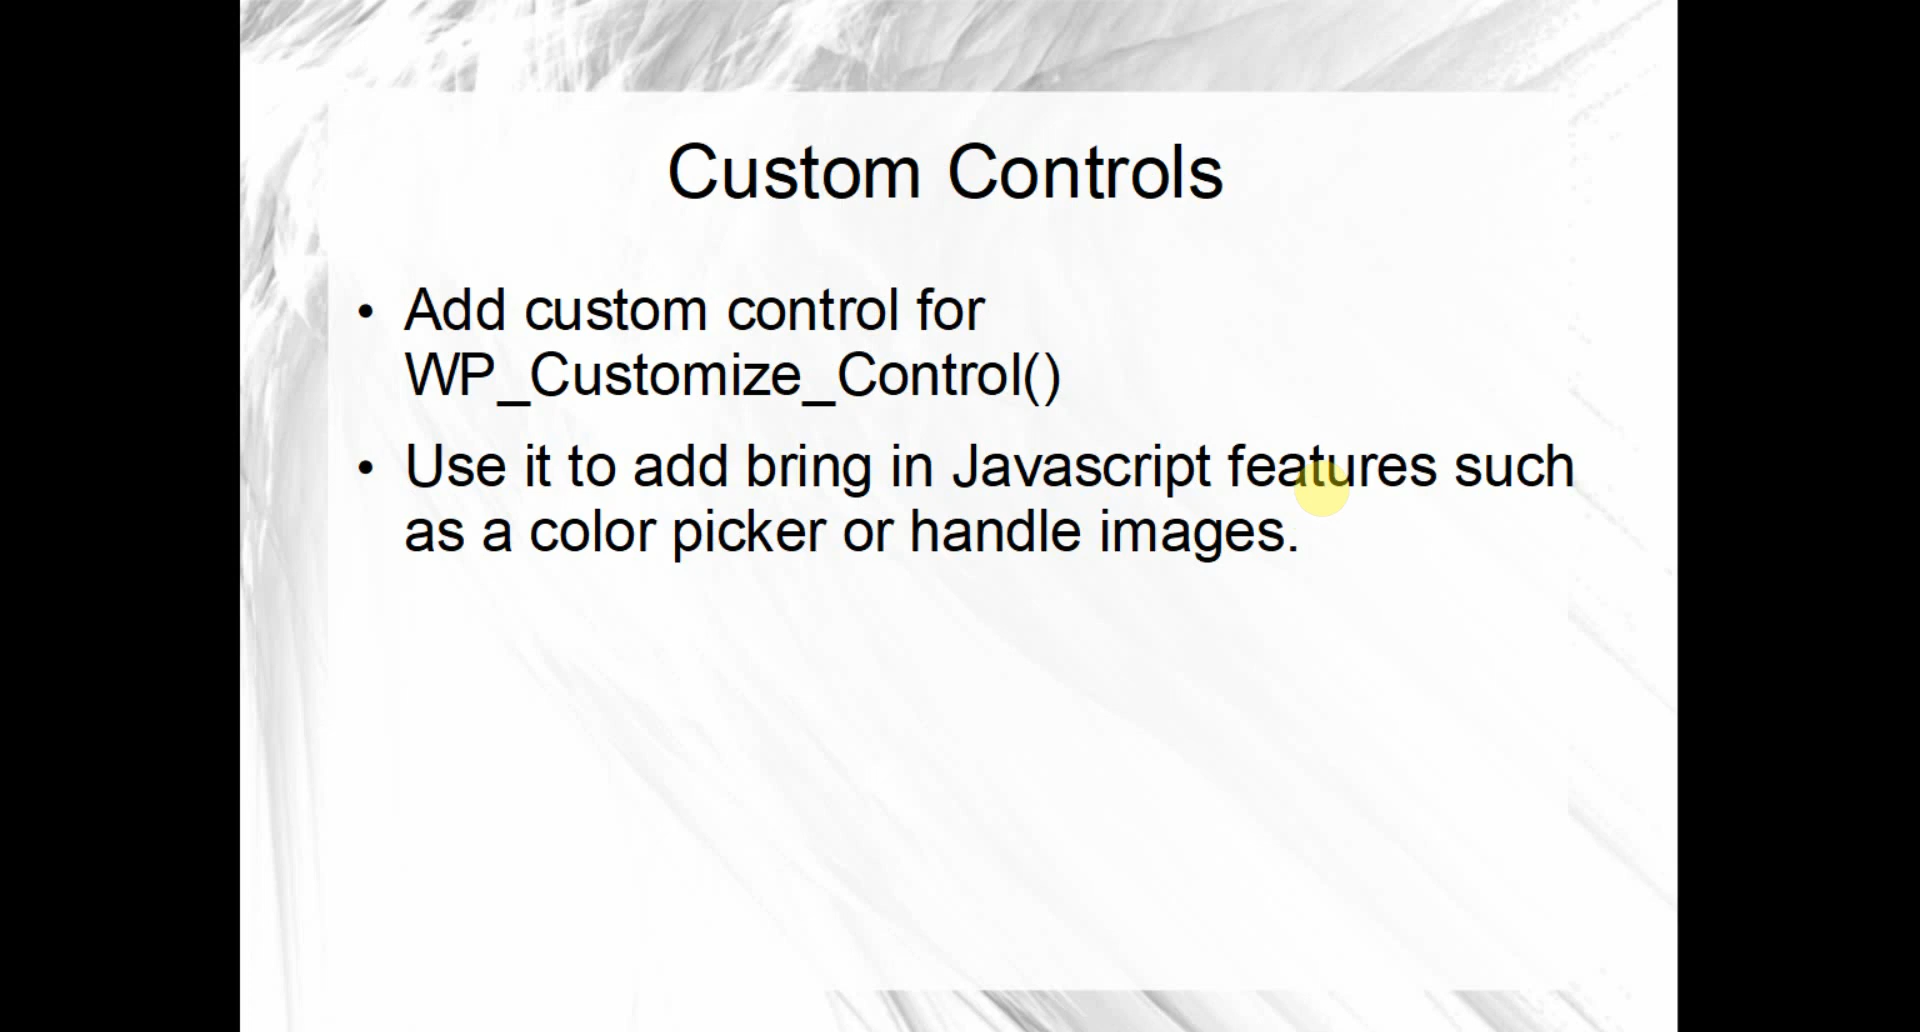 Custom Controls
• Add custom control for
WP_Customize_Control()
• Use it to add bring in Javascript features such
as a color picker or handle images.